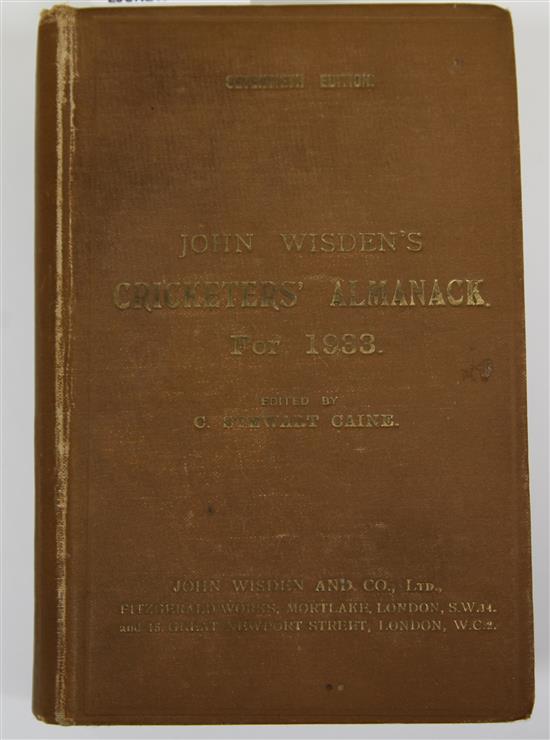 SEVENTIETH EDITION.
JOHN WISDEN'S
CRICKETERS' ALMANACK.
For 1933.
EDITED BY
C. STEWART CAINE.
JOHN WISDEN AND CO., LTD.,
FITZGERALD WORKS, MORTLAKE, LONDON, S.W.14.
and 15, GREAT NEWPORT STREET, LONDON, W.C.2.